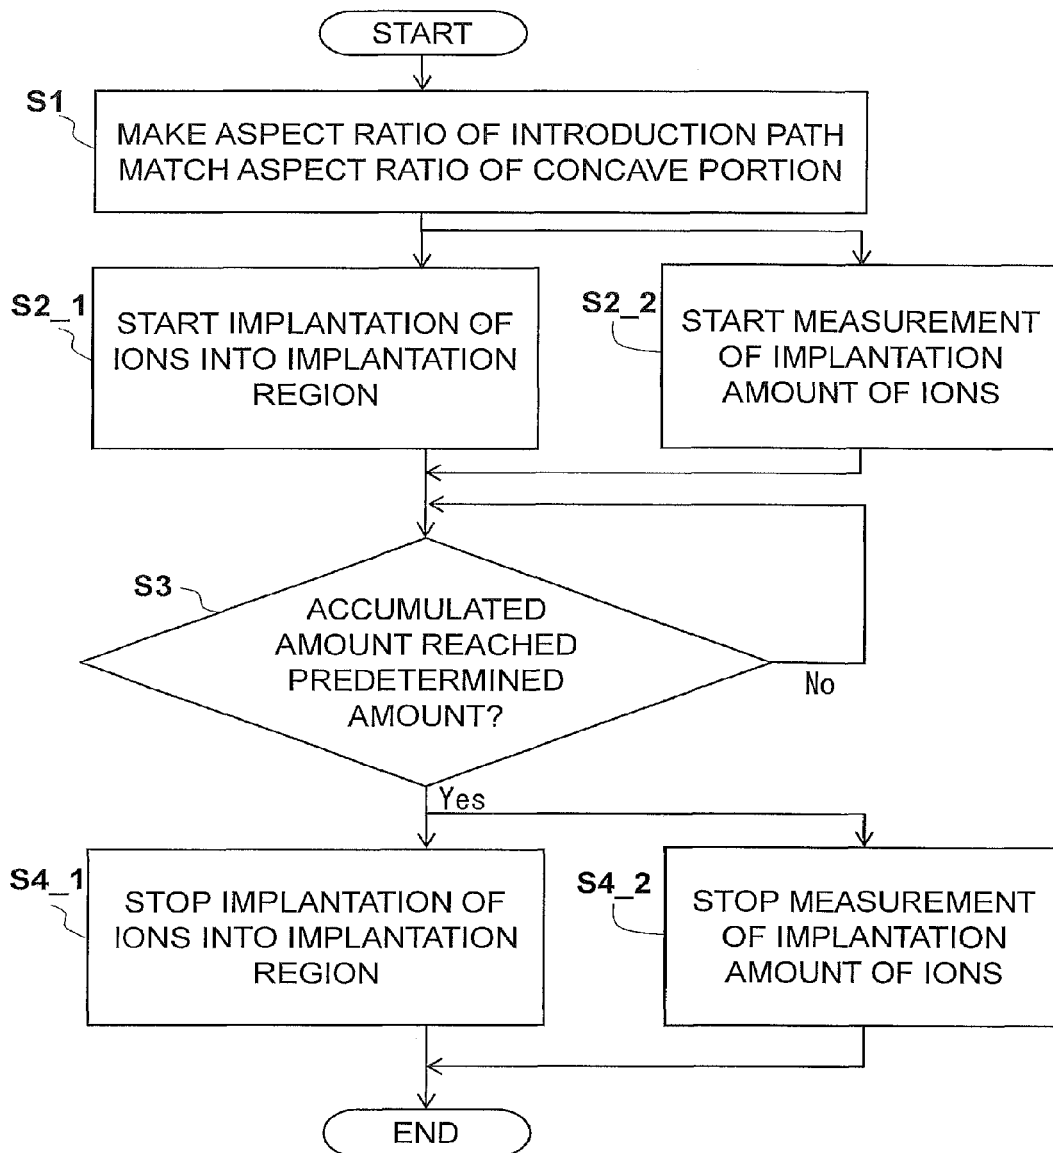 START
S1
MAKE ASPECT RATIO OF INTRODUCTION PATH
MATCH ASPECT RATIO OF CONCAVE PORTION
S2_1
START IMPLANTATION OF
IONS INTO IMPLANTATION
REGION
S2_2
START MEASUREMENT
OF IMPLANTATION
AMOUNT OF IONS
S3
ACCUMULATED
AMOUNT REACHED
PREDETERMINED
AMOUNT?
No
Yes
S4_1
STOP IMPLANTATION OF
IONS INTO IMPLANTATION
REGION
S4_2
STOP MEASUREMENT
OF IMPLANTATION
AMOUNT OF IONS
END